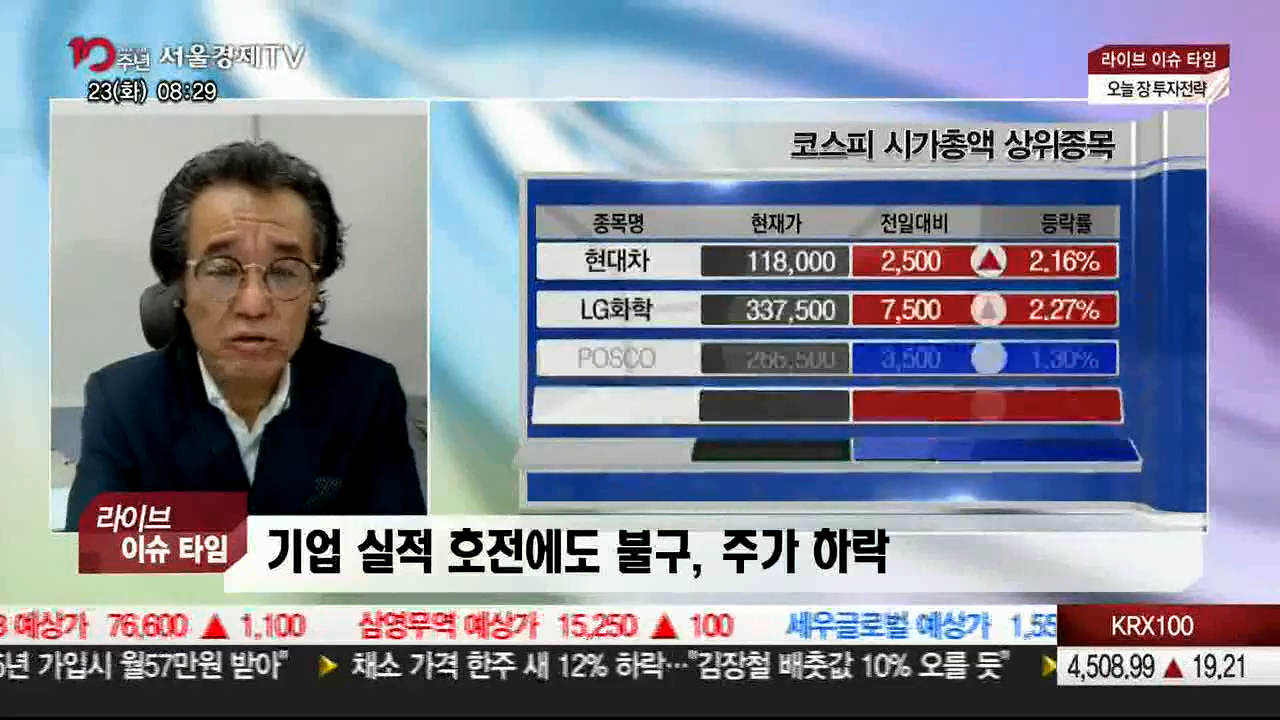 10주년 서울경제TV
23(화) 08:29
라이브 이슈 타임
오늘 장 투자전략
코스피 시가총액 상위종목
종목명 현재가 전일대비 등락률
현대차 118,000 2,500 ▲ 2.16%
LG화학 337,500 7,500 ▲ 2.27%
POSCO 266,500 3,500 1.30%
라이브
이슈 타임
기업 실적 호전에도 불구, 주가 하락
예상가 76,600 ▲ 1,100 삼영무역 예상가 15,250 ▲ 100 세우글로벌 예상가 1,55
KRX100
년 가입시 월57만원 받아" ▶ 채소 가격 한주 새 12% 하락…"김장철 배춧값 10% 오를 듯" ▶
4,508.99 ▲ 19.21